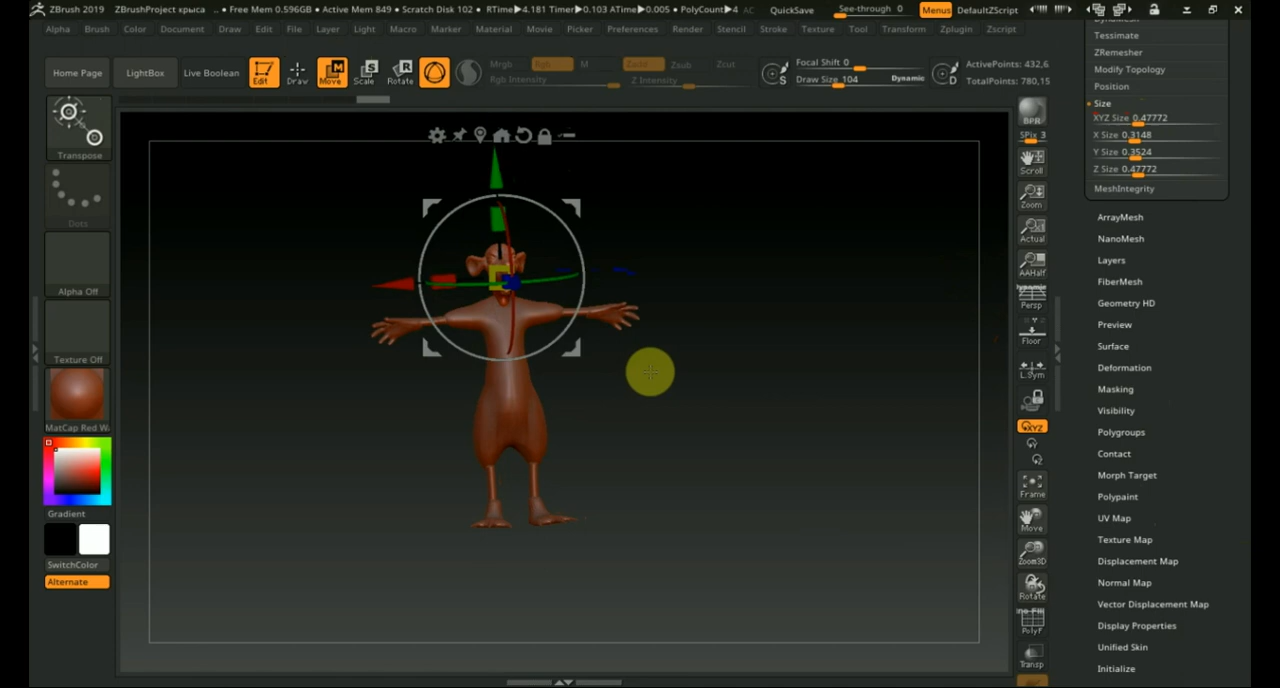 ZBrush 2019 ZBrushProject крыса .. • Free Mem 0.596GB • Active Mem 849 • Scratch Disk 102 • RTime▶4.181 Timer▶0.103 ATime▶0.005 • PolyCount▶4 AC QuickSave See-through 0 Menus DefaultZScript
Alpha Brush Color Document Draw Edit File Layer Light Macro Marker Material Movie Picker Preferences Render Stencil Stroke Texture Tool Transform Zplugin Zscript
Home Page LightBox Live Boolean Edit Draw Move Scale Rotate
Mrgb Rgb M Zadd Zsub Zcut
Rgb Intensity Z Intensity
S Focal Shift 0
Draw Size 104 Dynamic
D ActivePoints: 432,6
TotalPoints: 780,15
Transpose
Dots
Alpha Off
Texture Off
MatCap Red Wa
Gradient
SwitchColor
Alternate
BPR
SPix 3
Scroll
Zoom
Actual
AAHalf
Dynamic
Persp
Floor
L.Sym
XYZ
Frame
Move
Zoom3D
Rotate
Line Fill
PolyF
Transp
Tessimate
ZRemesher
Modify Topology
Position
Size
XYZ Size 0.47772
X Size 0.3148
Y Size 0.3524
Z Size 0.47772
MeshIntegrity
ArrayMesh
NanoMesh
Layers
FiberMesh
Geometry HD
Preview
Surface
Deformation
Masking
Visibility
Polygroups
Contact
Morph Target
Polypaint
UV Map
Texture Map
Displacement Map
Normal Map
Vector Displacement Map
Display Properties
Unified Skin
Initialize